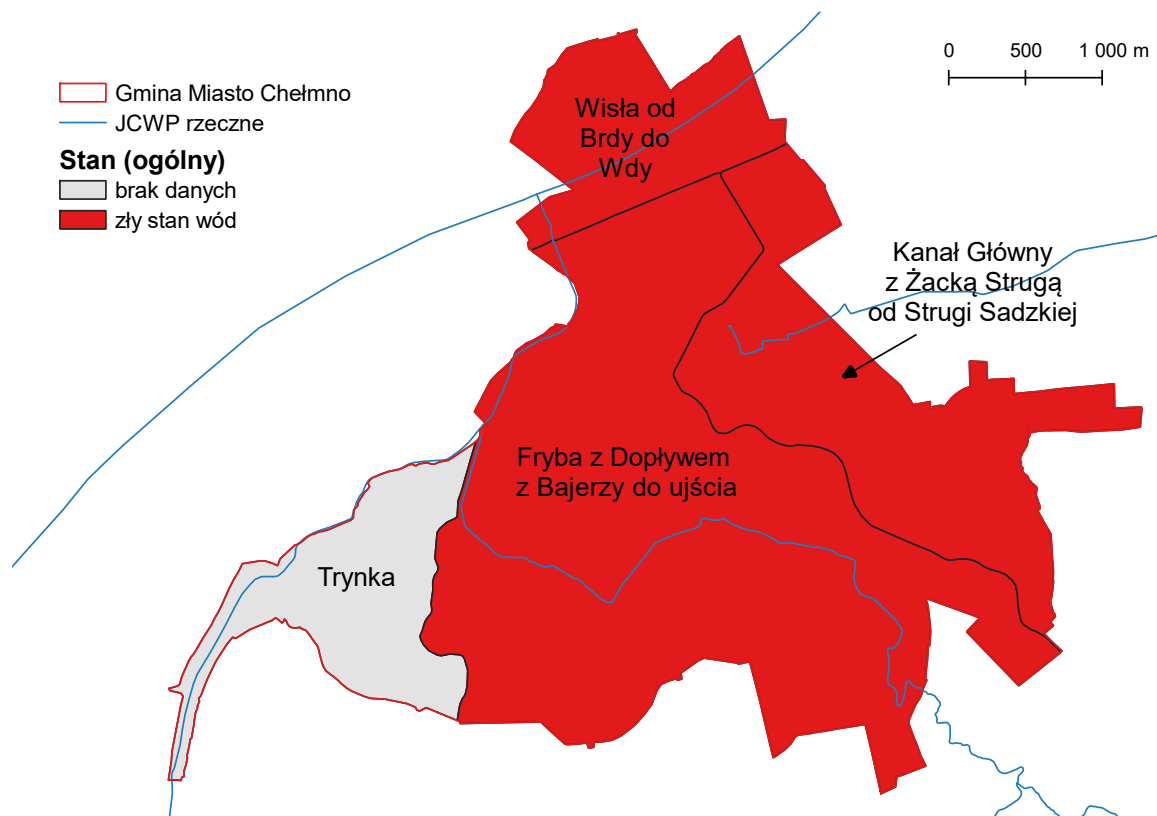 0 500 1 000 m
Gmina Miasto Chełmno
JCWP rzeczne
Stan (ogólny)
brak danych
zły stan wód
Wisła od
Brdy do
Wdy
Kanał Główny
z Żacką Strugą
od Strugi Sadzkiej
Fryba z Dopływem
z Bajerzy do ujścia
Trynka